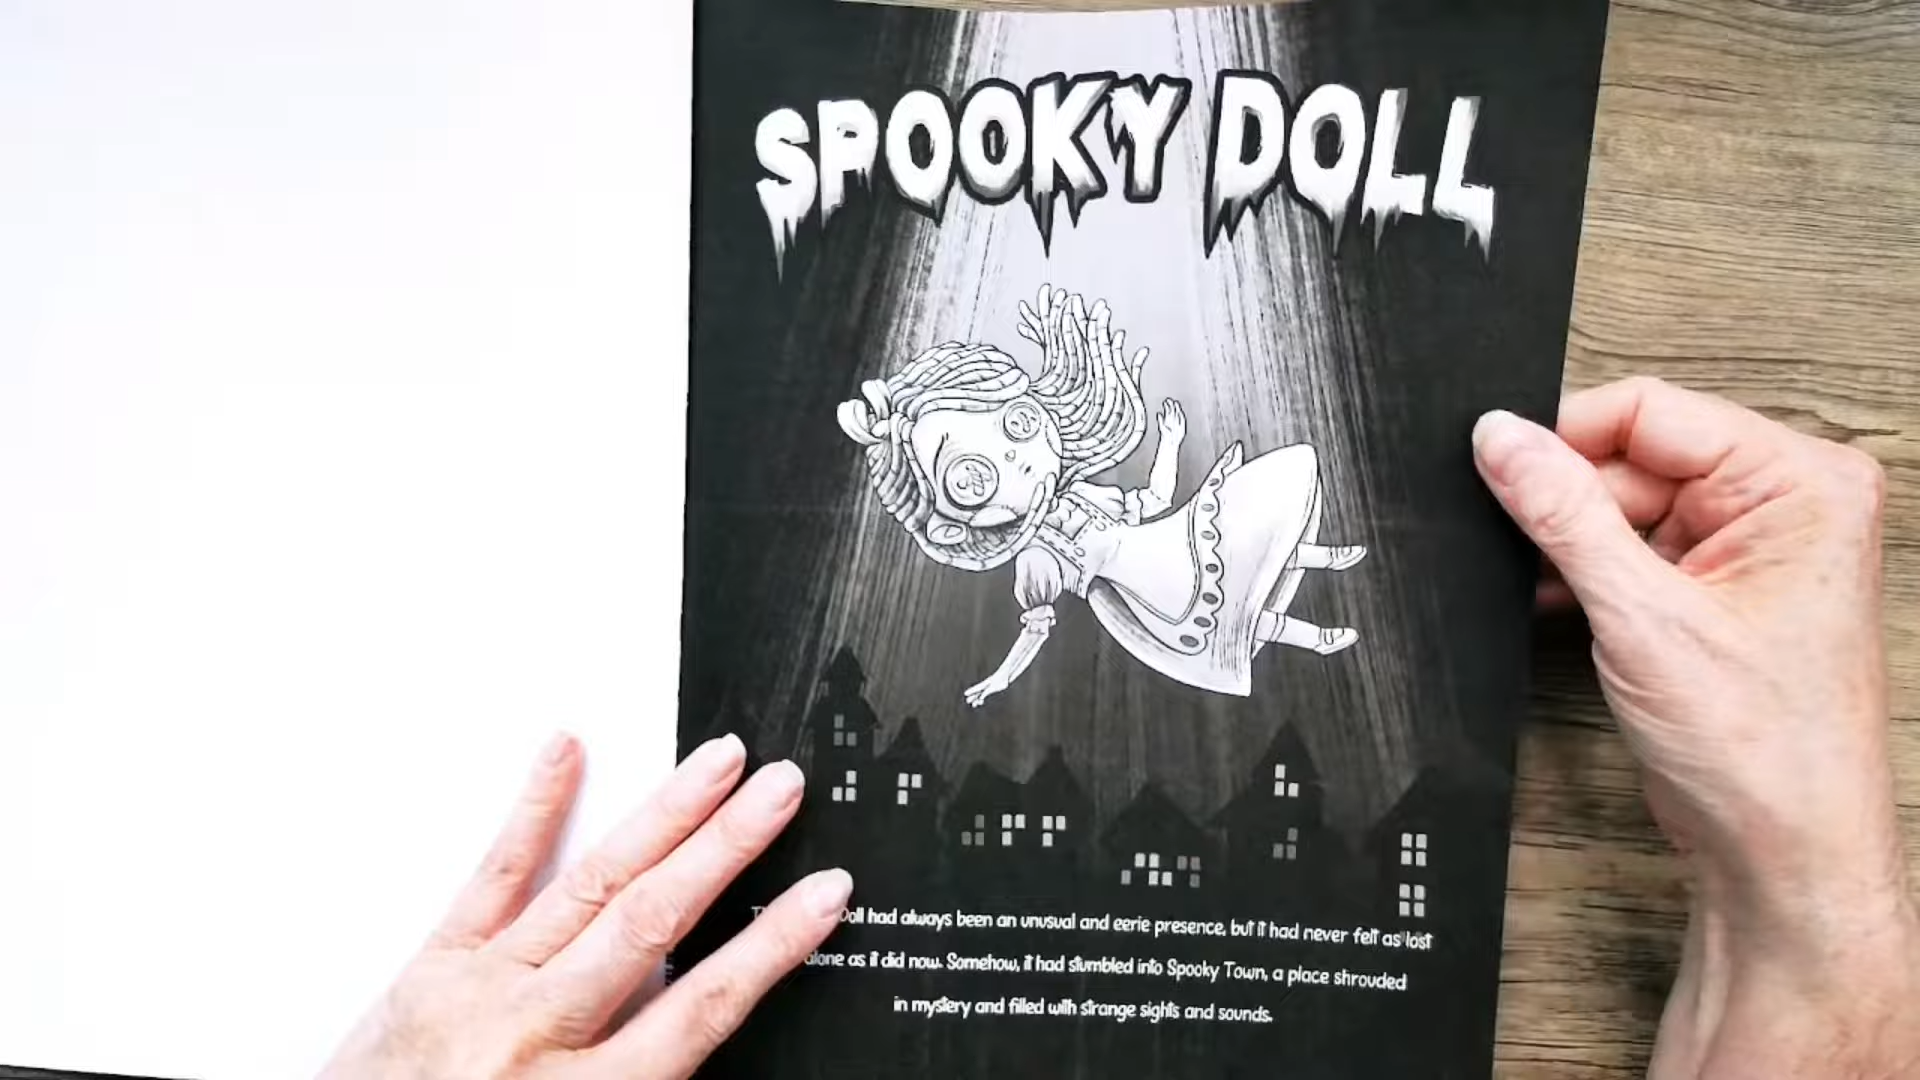 SPOOKY DOLL
Doll had always been an unusual and eerie presence, but it had never felt as lost
alone as it did now. Somehow, it had stumbled into Spooky Town, a place shrouded
in mystery and filled with strange sights and sounds.